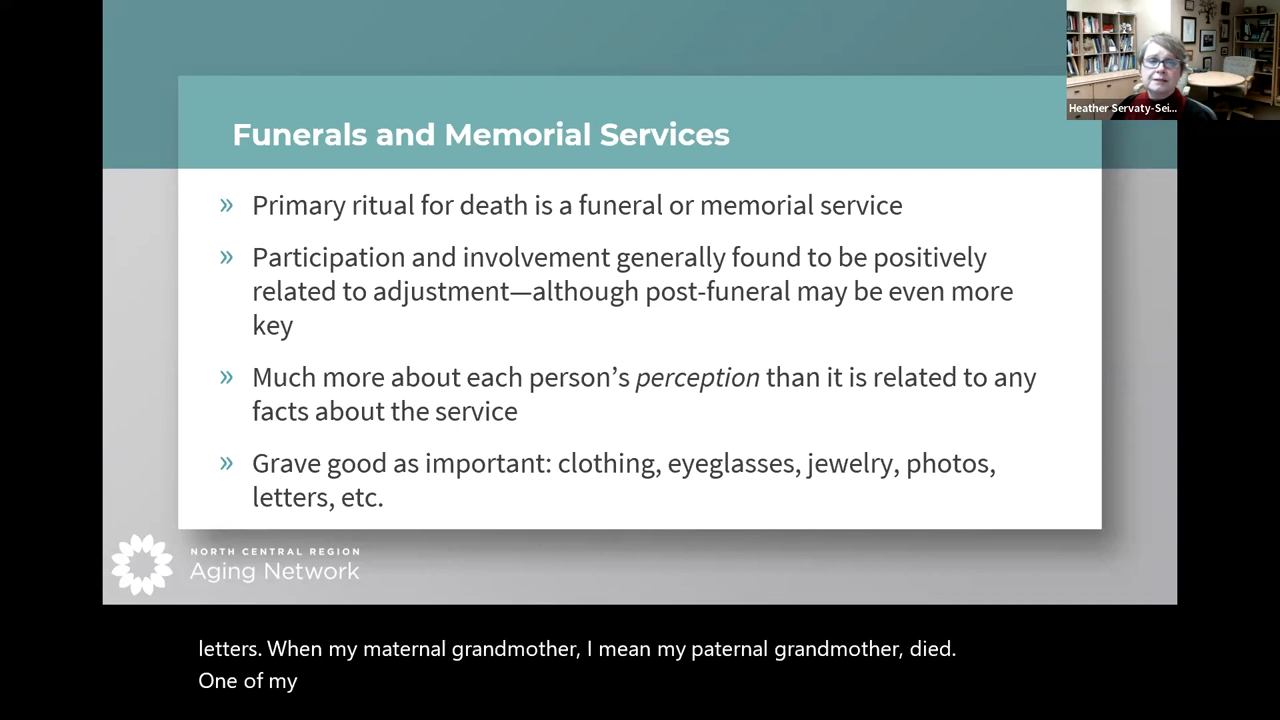 Heather Servaty-Sei...
Funerals and Memorial Services
» Primary ritual for death is a funeral or memorial service
» Participation and involvement generally found to be positively
related to adjustment—although post-funeral may be even more
key
» Much more about each person’s perception than it is related to any
facts about the service
» Grave good as important: clothing, eyeglasses, jewelry, photos,
letters, etc.
NORTH CENTRAL REGION
Aging Network
letters. When my maternal grandmother, I mean my paternal grandmother, died.
One of my